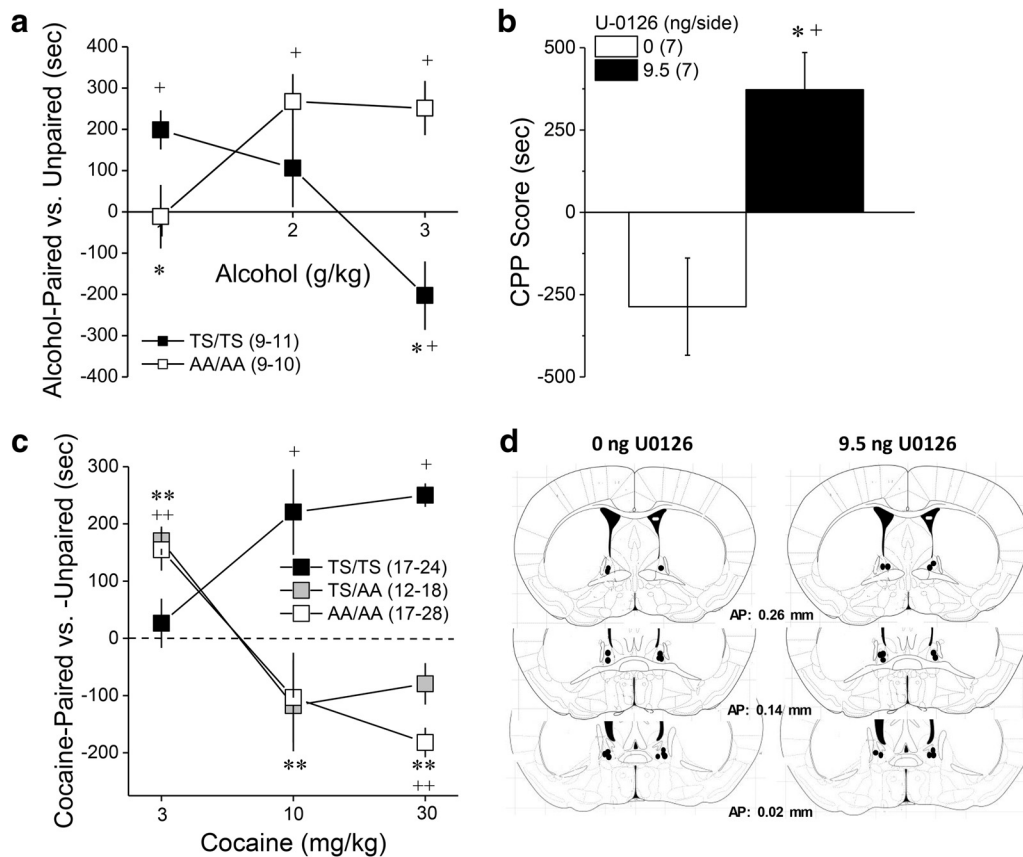 a
Alcohol-Paired vs. Unpaired (sec)
400
300
200
100
0
-100
-200
-300
-400
+
+
+
*
*+
1
2
3
Alcohol (g/kg)
TS/TS (9-11)
AA/AA (9-10)
b
U-0126 (ng/side)
0 (7)
9.5 (7)
*+
CPP Score (sec)
500
250
0
-250
-500
c
Cocaine-Paired vs. -Unpaired (sec)
300
200
100
0
-100
-200
**
++
+
+
TS/TS (17-24)
TS/AA (12-18)
AA/AA (17-28)
**
**
++
3
10
30
Cocaine (mg/kg)
d
0 ng U0126
9.5 ng U0126
AP: 0.26 mm
AP: 0.14 mm
AP: 0.02 mm